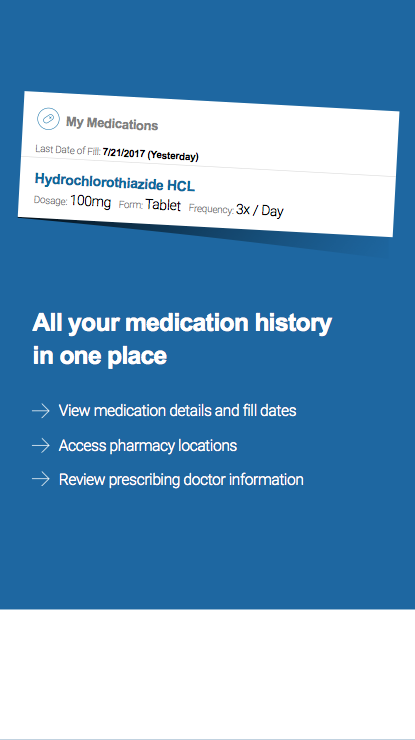 My Medications
Last Date of Fill: 7/21/2017 (Yesterday)
Hydrochlorothiazide HCL
Dosage: 100mg Form: Tablet Frequency: 3x / Day
All your medication history
in one place
View medication details and fill dates
Access pharmacy locations
Review prescribing doctor information